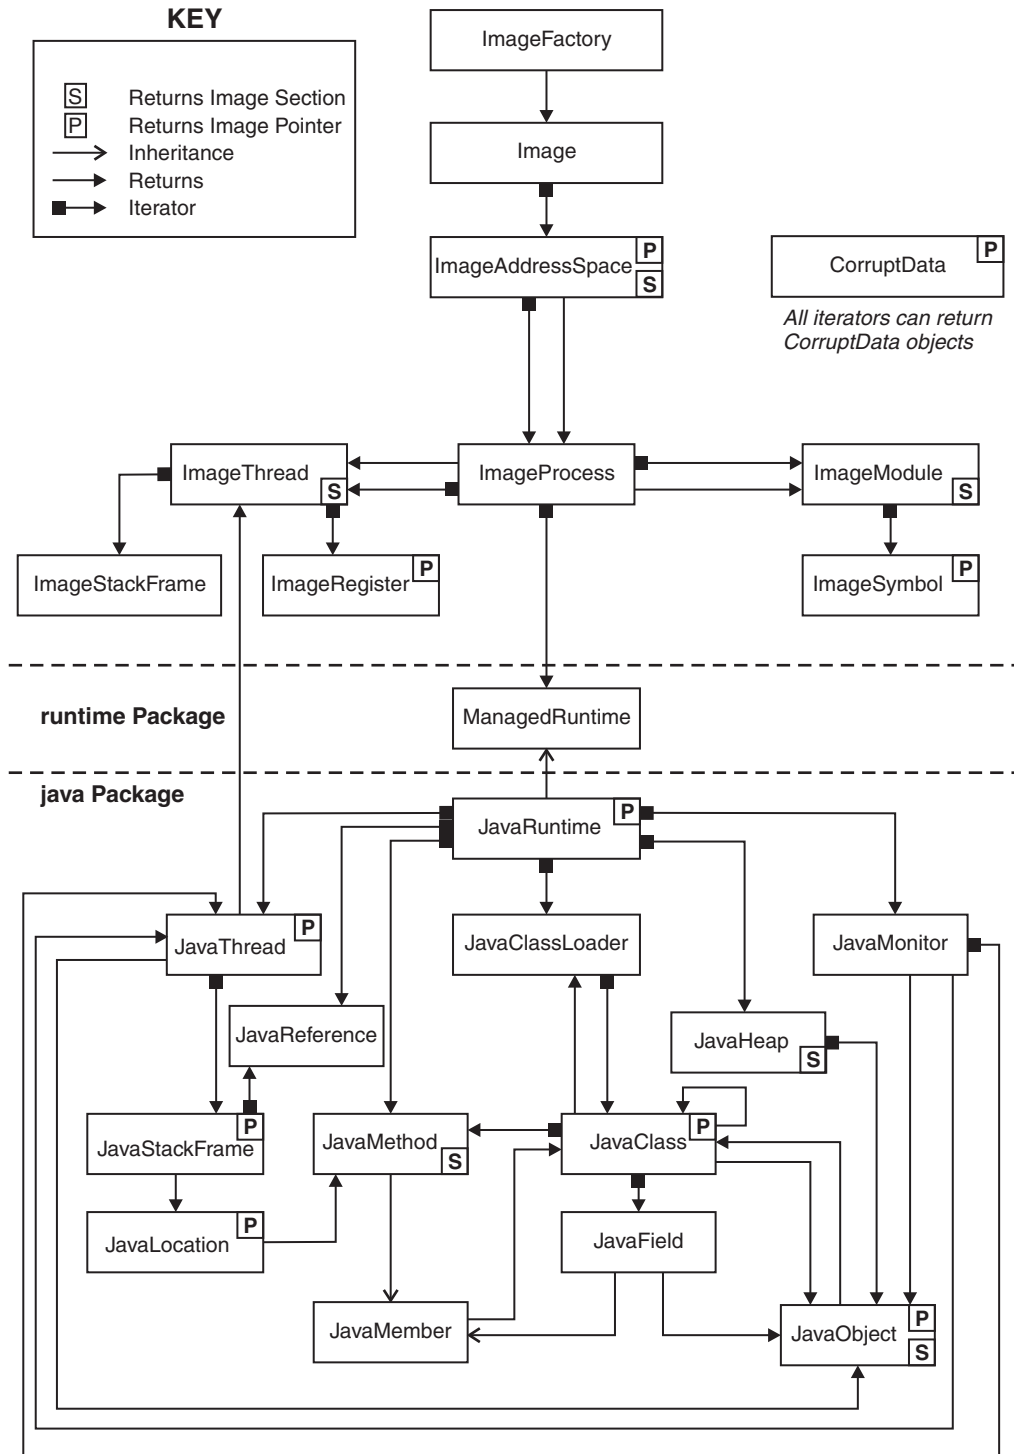 KEY
S Returns Image Section
P Returns Image Pointer
Inheritance
Returns
Iterator
ImageFactory
Image
ImageAddressSpace
P
S
CorruptData
P
All iterators can return
CorruptData objects
ImageThread
S
ImageProcess
ImageModule
S
ImageStackFrame
ImageRegister
P
ImageSymbol
P
runtime Package
ManagedRuntime
java Package
JavaRuntime
P
JavaThread
P
JavaClassLoader
JavaMonitor
JavaReference
JavaHeap
S
JavaStackFrame
P
JavaMethod
S
JavaClass
P
JavaLocation
P
JavaField
JavaMember
JavaObject
P
S